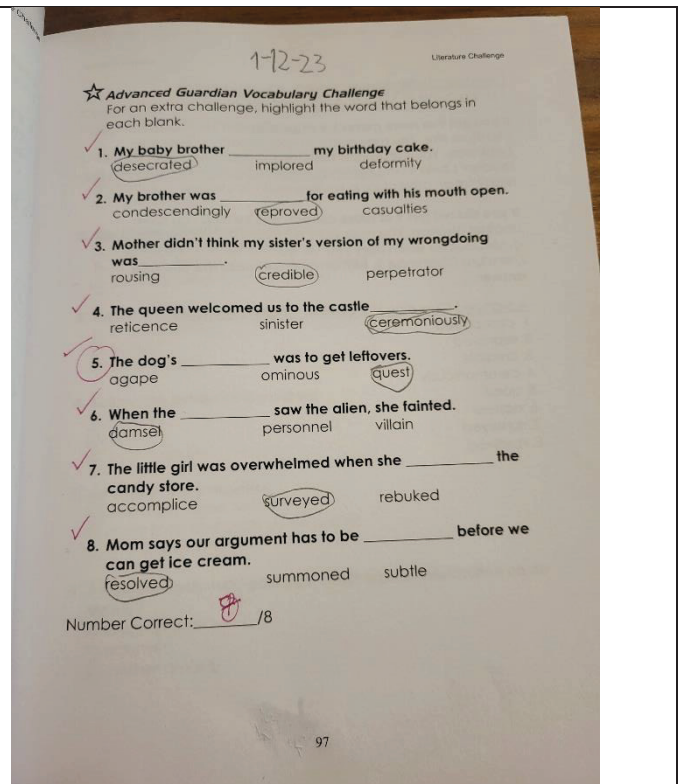 1-12-23
Literature Challenge
Advanced Guardian Vocabulary Challenge
For an extra challenge, highlight the word that belongs in
each blank.
1. My baby brother __________ my birthday cake.
desecrated implored deformity
2. My brother was __________ for eating with his mouth open.
condescendingly reproved casualties
3. Mother didn't think my sister's version of my wrongdoing
was__________.
rousing credible perpetrator
4. The queen welcomed us to the castle__________.
reticence sinister ceremoniously
5. The dog's __________ was to get leftovers.
agape ominous quest
6. When the __________ saw the alien, she fainted.
damsel personnel villain
7. The little girl was overwhelmed when she __________ the
candy store.
accomplice surveyed rebuked
8. Mom says our argument has to be __________ before we
can get ice cream.
resolved summoned subtle
Number Correct:_______/8
97